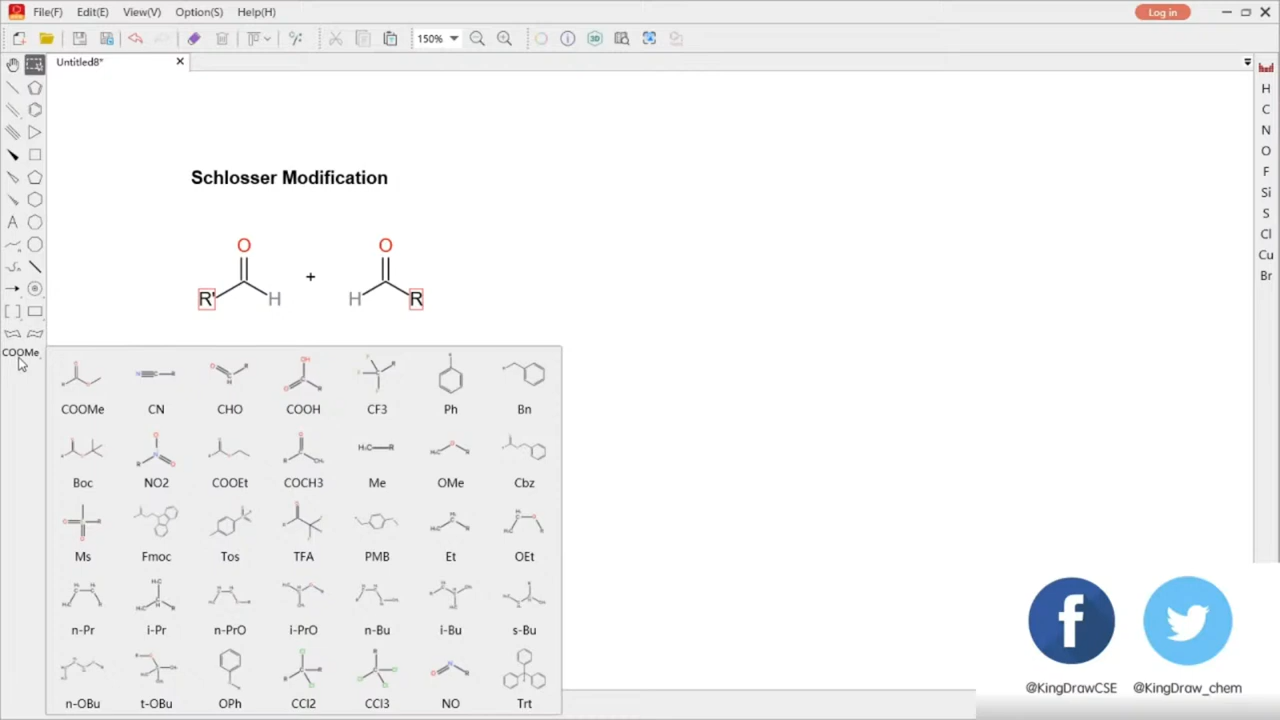 File(F) Edit(E) View(V) Option(S) Help(H) Log in
150%
Untitled8*
Schlosser Modification
O O
R' H + H R
A
COOMe
COOMe CN CHO COOH CF3 Ph Bn
Boc NO2 COOEt COCH3 Me OMe Cbz
Ms Fmoc Tos TFA PMB Et OEt
n-Pr i-Pr n-PrO i-PrO n-Bu i-Bu s-Bu
n-OBu t-OBu OPh CCl2 CCl3 NO Trt
H
C
N
O
F
Si
S
Cl
Cu
Br
@KingDrawCSE @KingDraw_chem